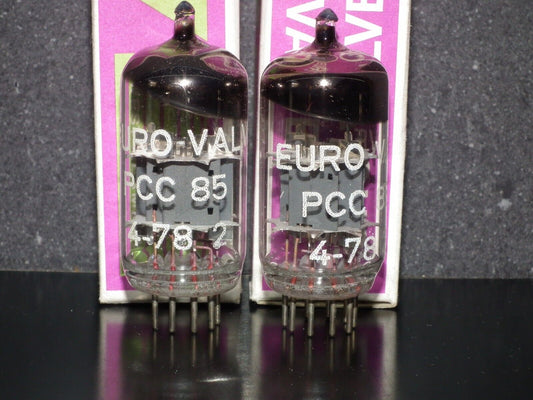 EURO VAL
PCC 85
4-78 2
EURO
PCC
4-78